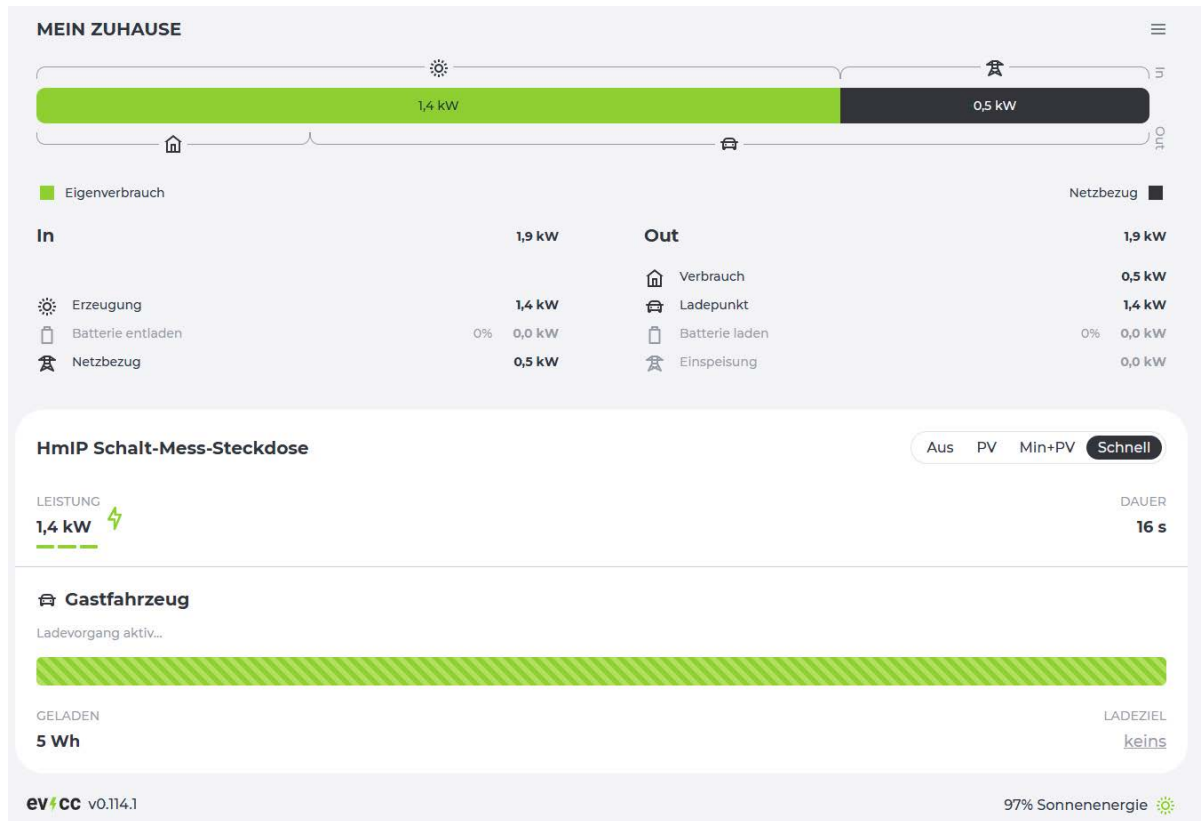 MEIN ZUHAUSE
In
1,4 kW 0,5 kW
Out
Eigenverbrauch Netzbezug
In 1,9 kW Out 1,9 kW
Verbrauch 0,5 kW
Erzeugung 1,4 kW Ladepunkt 1,4 kW
Batterie entladen 0% 0,0 kW Batterie laden 0% 0,0 kW
Netzbezug 0,5 kW Einspeisung 0,0 kW
HmIP Schalt-Mess-Steckdose Aus PV Min+PV Schnell
LEISTUNG DAUER
1,4 kW 16 s
Gastfahrzeug
Ladevorgang aktiv...
GELADEN LADEZIEL
5 Wh keins
evcc v0.114.1 97% Sonnenenergie